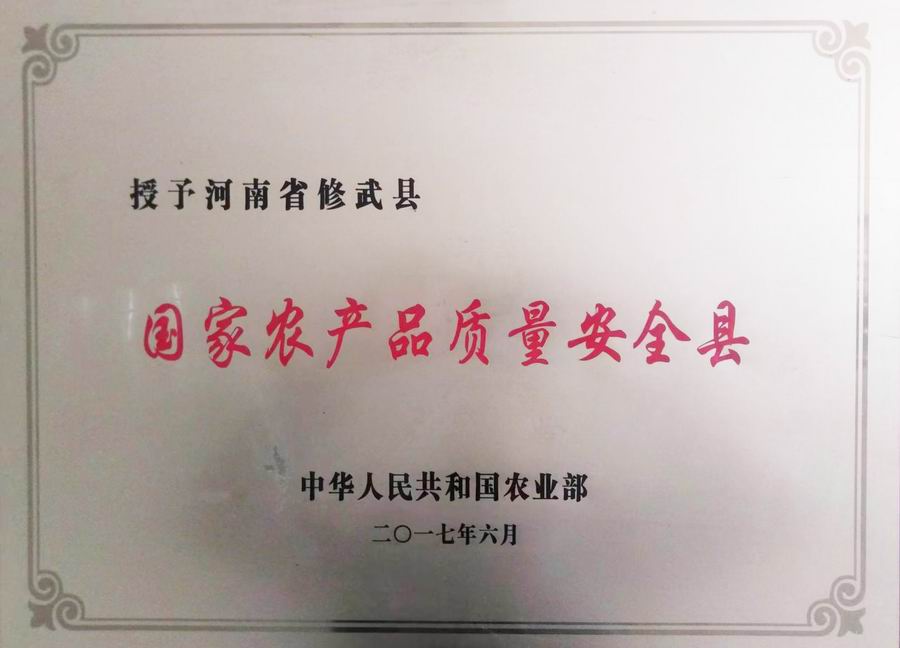 授予河南省修武县
国家农产品质量安全县
中华人民共和国农业部
二〇一七年六月